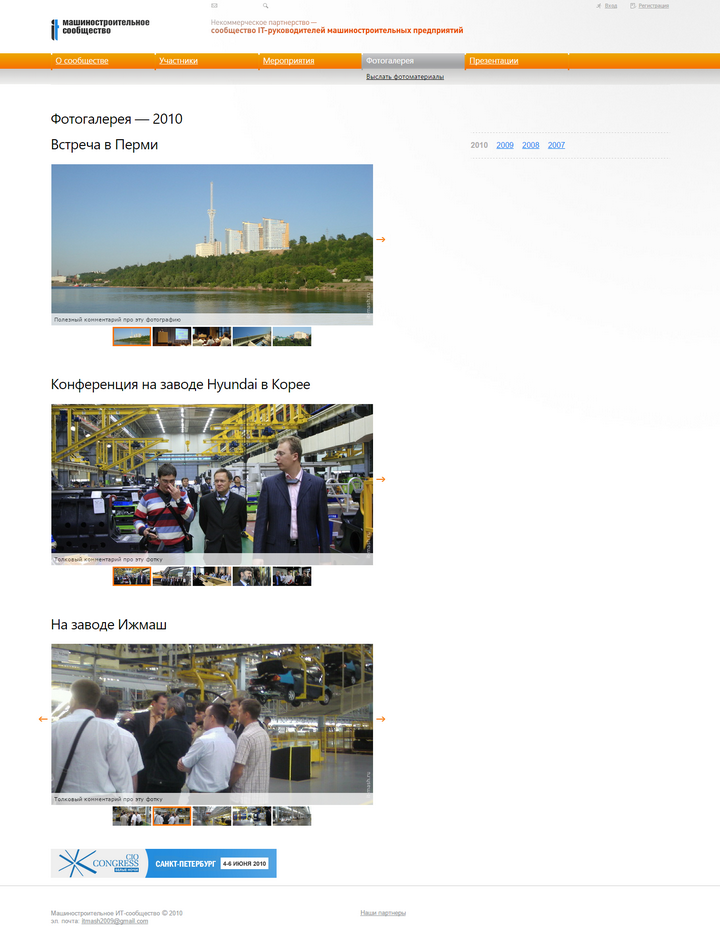 машиностроительное
сообщество
Некоммерческое партнерство —
сообщество IT-руководителей машиностроительных предприятий
Вход
Регистрация
О сообществе
Участники
Мероприятия
Фотогалерея
Презентации
Выслать фотоматериалы
Фотогалерея — 2010
2010 2009 2008 2007
Встреча в Перми
Полезный комментарий про эту фотографию
Конференция на заводе Hyundai в Корее
Толковый комментарий про эту фотку
На заводе Ижмаш
Толковый комментарий про эту фотку
CIO
CONGRESS
БЕЛЫЕ НОЧИ
САНКТ-ПЕТЕРБУРГ
4-6 ИЮНЯ 2010
Машиностроительное ИТ-сообщество © 2010
эл. почта: itmash2009@gmail.com
Наши партнеры